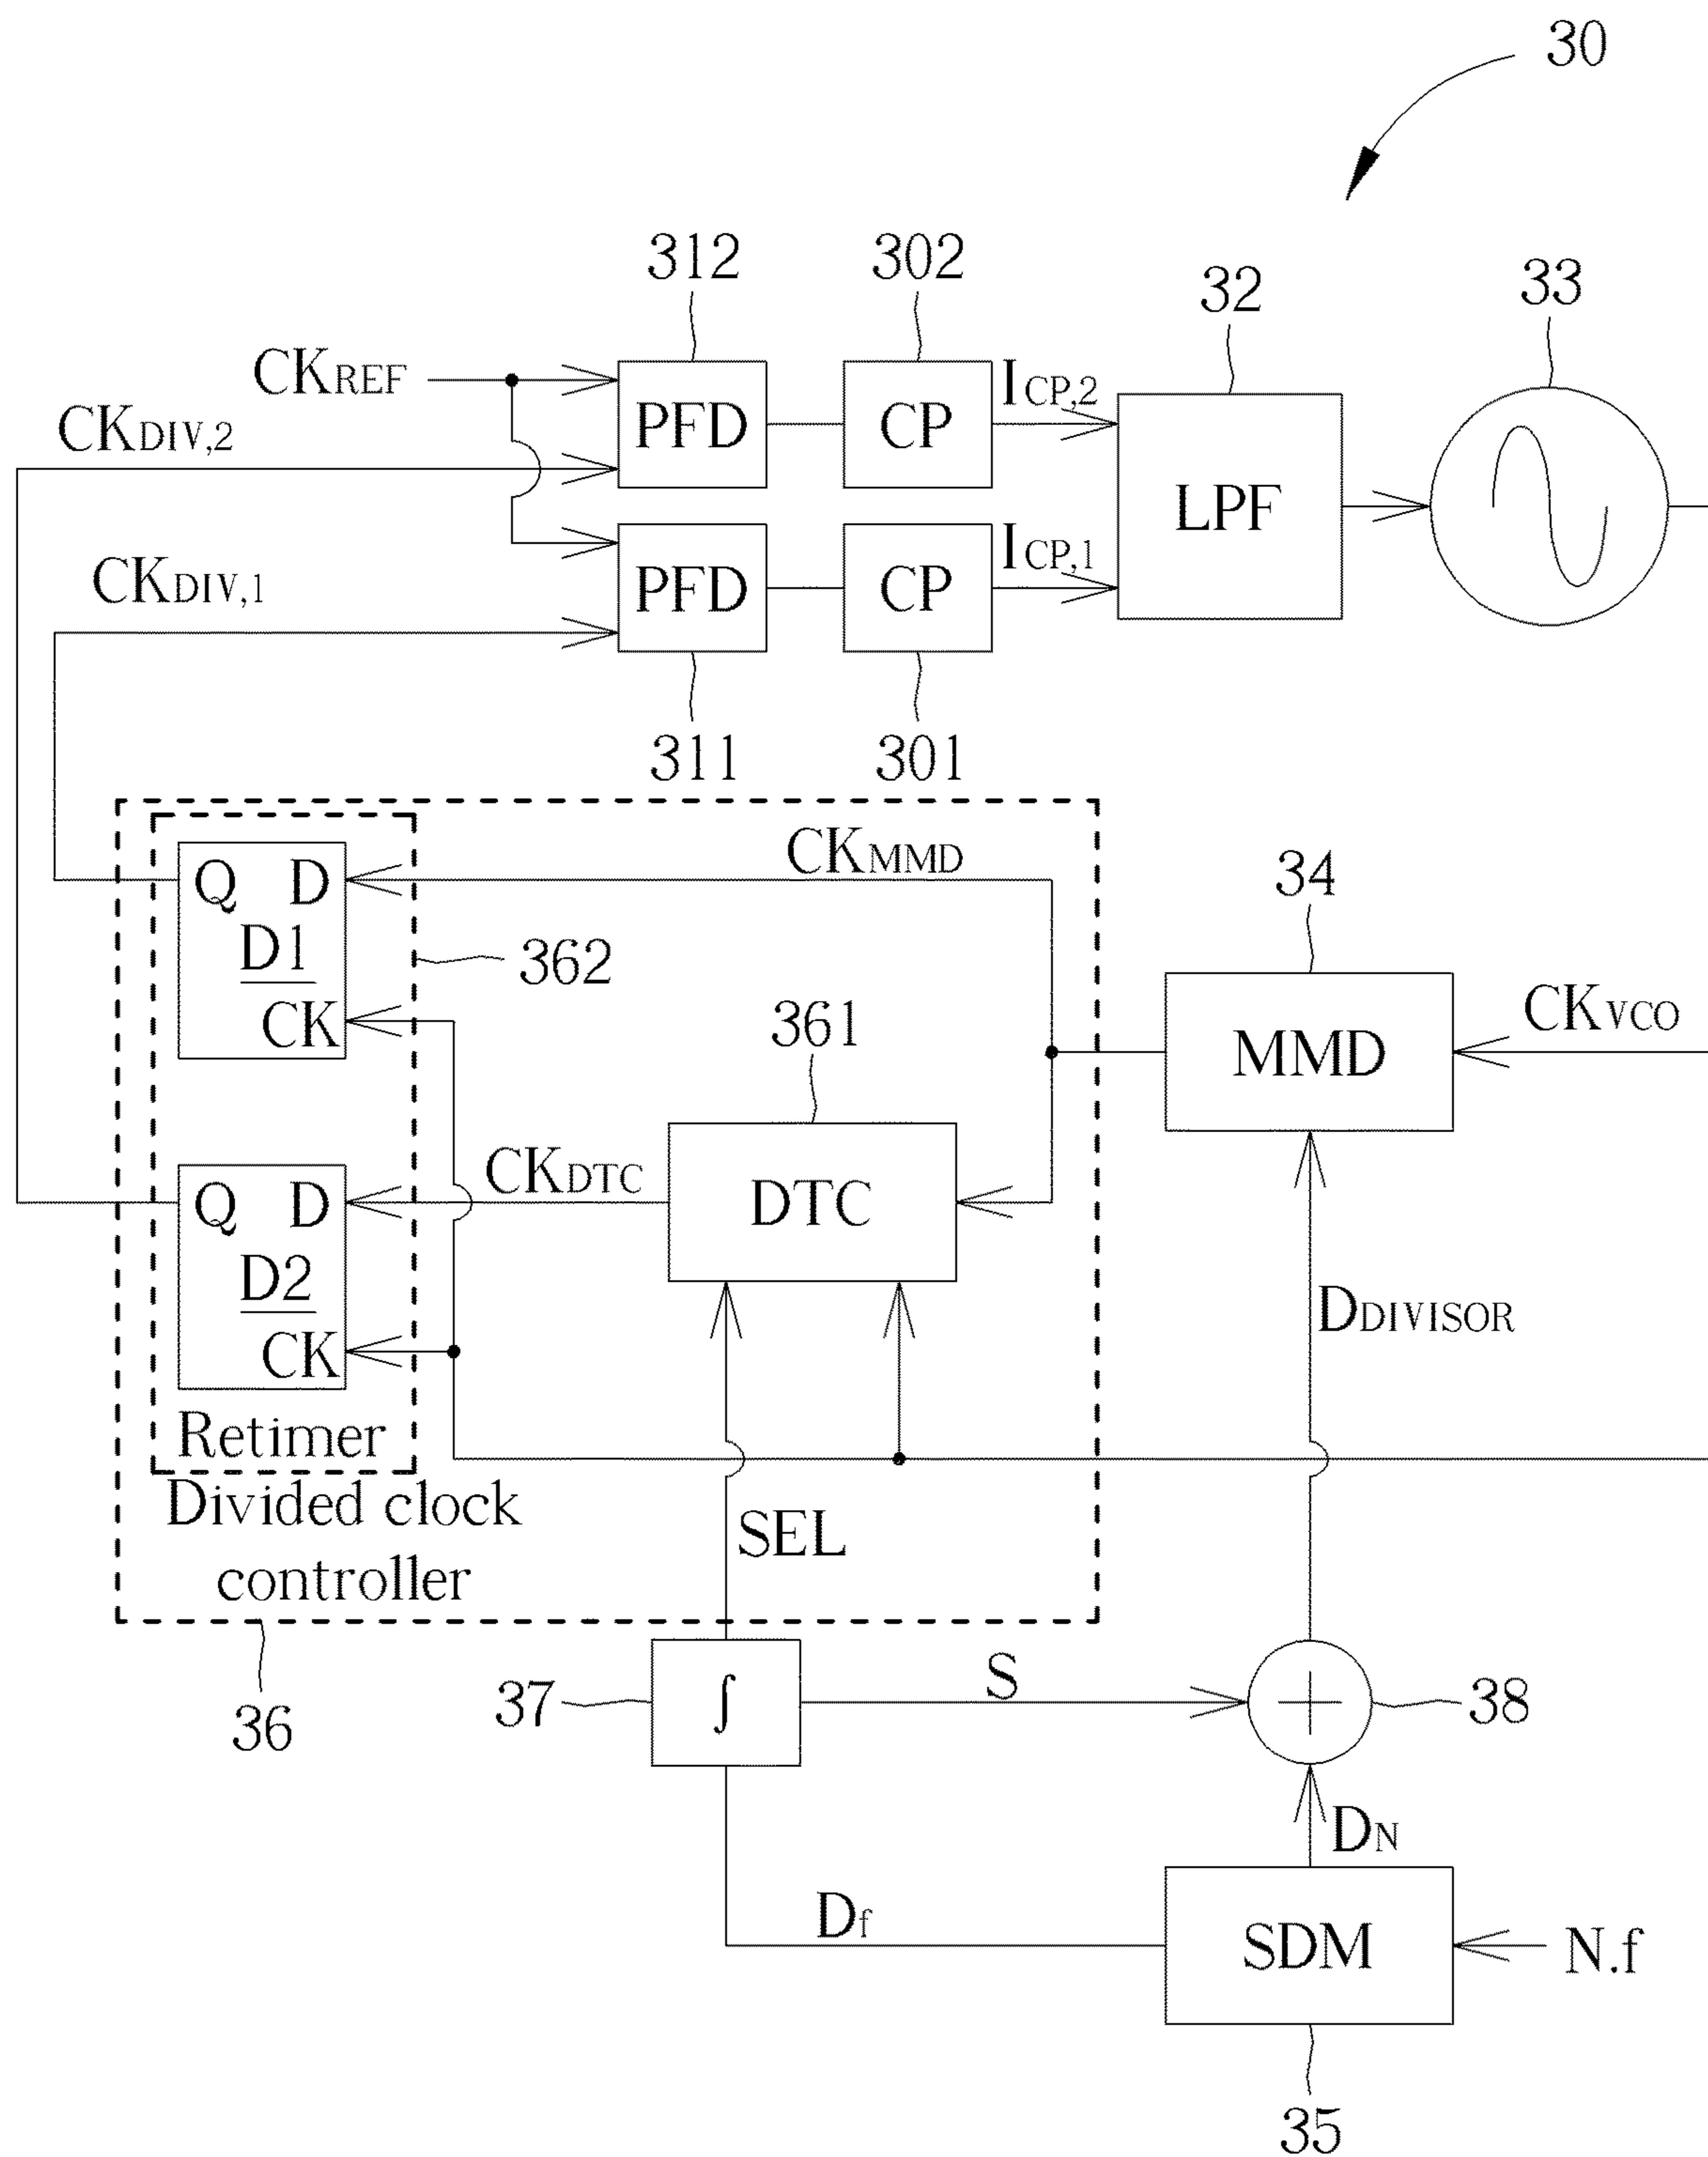 30
312
302
32
33
CKREF
ICP,2
CKDIV,2
PFD
CP
LPF
ICP,1
CKDIV,1
PFD
CP
311
301
CKMMD
34
Q D
D1
CK
362
361
CKVCO
MMD
CKDTC
Q D
D2
CK
DTC
DDIVISOR
Retimer
Divided clock
controller
SEL
36
37
∫
S
+
38
DN
Df
SDM
N.f
35